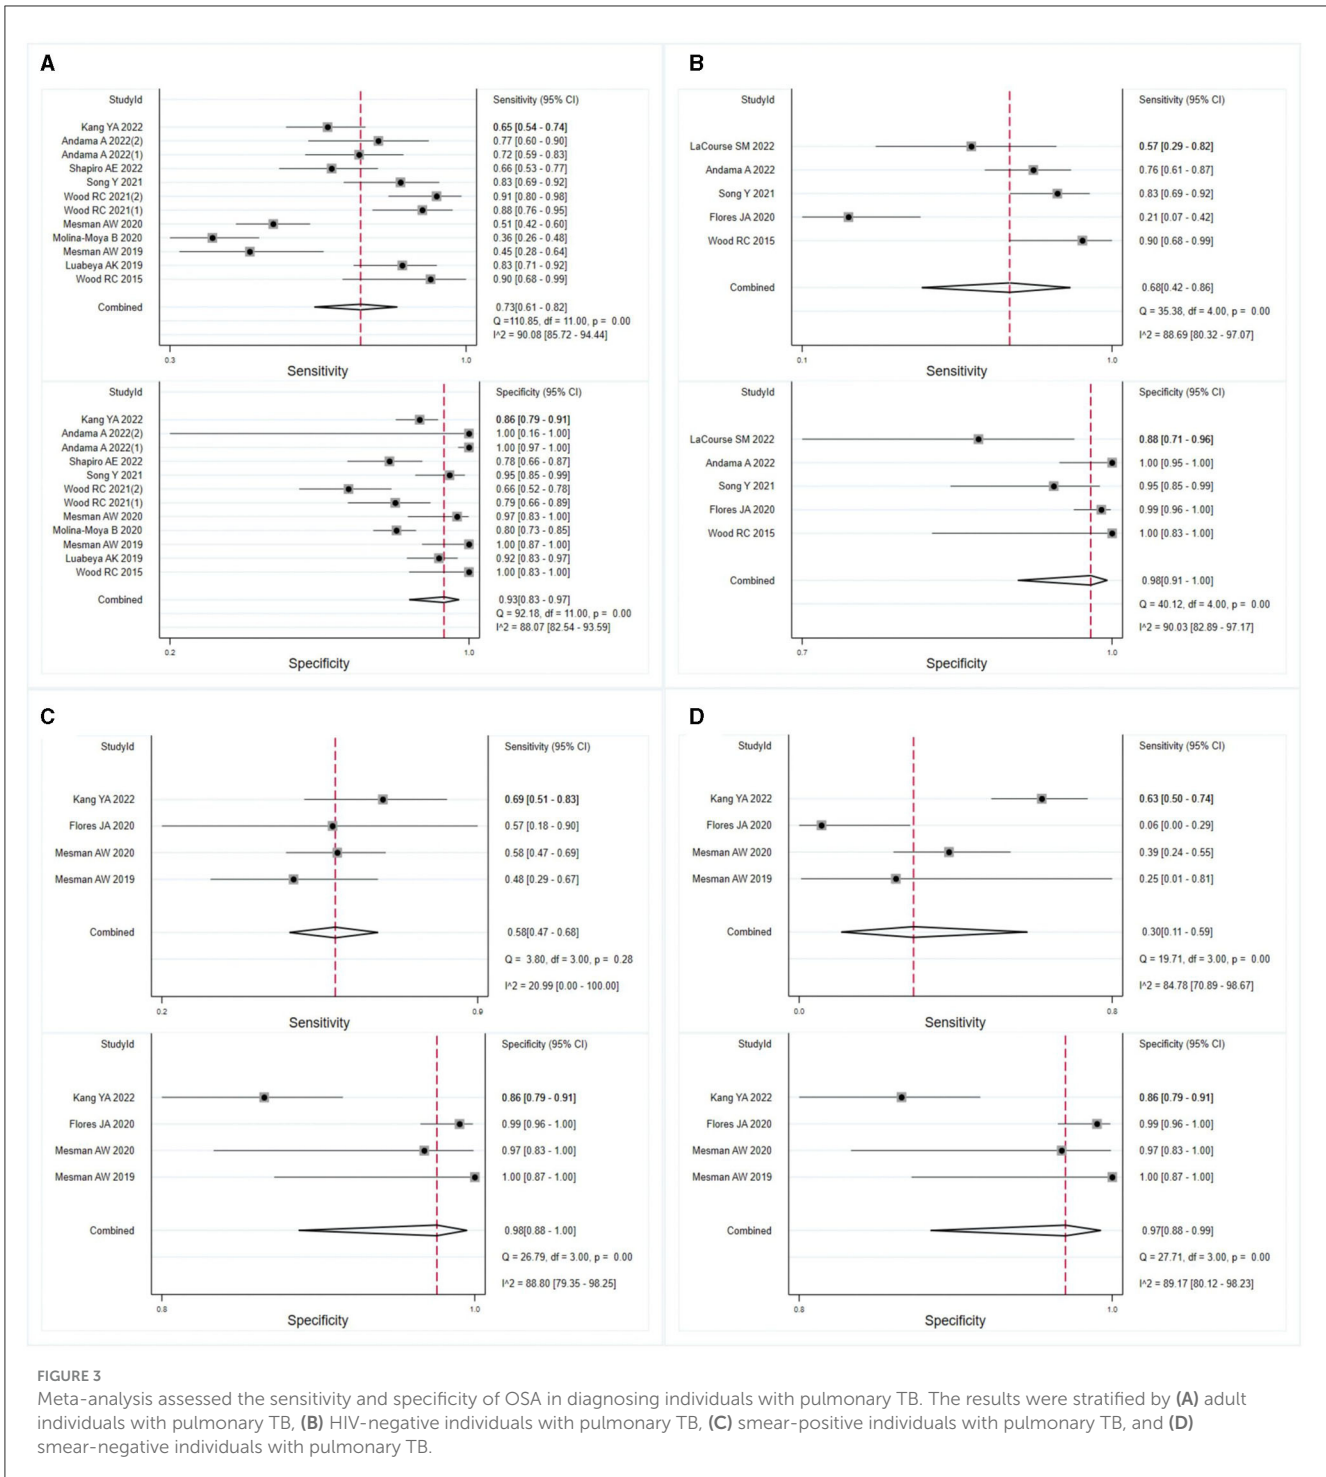 A
StudyId Sensitivity (95% CI)
Kang YA 2022 0.65 [0.54 - 0.74]
Andama A 2022(2) 0.77 [0.60 - 0.90]
Andama A 2022(1) 0.72 [0.59 - 0.83]
Shapiro AE 2022 0.66 [0.53 - 0.77]
Song Y 2021 0.83 [0.69 - 0.92]
Wood RC 2021(2) 0.91 [0.80 - 0.98]
Wood RC 2021(1) 0.88 [0.76 - 0.95]
Mesman AW 2020 0.51 [0.42 - 0.60]
Molina-Moya B 2020 0.36 [0.26 - 0.48]
Mesman AW 2019 0.45 [0.28 - 0.64]
Luabeya AK 2019 0.83 [0.71 - 0.92]
Wood RC 2015 0.90 [0.68 - 0.99]
Combined 0.73[0.61 - 0.82]
Q =110.85, df = 11.00, p = 0.00
I^2 = 90.08 [85.72 - 94.44]
0.3 1.0
Sensitivity
StudyId Specificity (95% CI)
Kang YA 2022 0.86 [0.79 - 0.91]
Andama A 2022(2) 1.00 [0.16 - 1.00]
Andama A 2022(1) 1.00 [0.97 - 1.00]
Shapiro AE 2022 0.78 [0.66 - 0.87]
Song Y 2021 0.95 [0.85 - 0.99]
Wood RC 2021(2) 0.66 [0.52 - 0.78]
Wood RC 2021(1) 0.79 [0.66 - 0.89]
Mesman AW 2020 0.97 [0.83 - 1.00]
Molina-Moya B 2020 0.80 [0.73 - 0.85]
Mesman AW 2019 1.00 [0.87 - 1.00]
Luabeya AK 2019 0.92 [0.83 - 0.97]
Wood RC 2015 1.00 [0.83 - 1.00]
Combined 0.93[0.83 - 0.97]
Q = 92.18, df = 11.00, p = 0.00
I^2 = 88.07 [82.54 - 93.59]
0.2 1.0
Specificity
B
StudyId Sensitivity (95% CI)
LaCourse SM 2022 0.57 [0.29 - 0.82]
Andama A 2022 0.76 [0.61 - 0.87]
Song Y 2021 0.83 [0.69 - 0.92]
Flores JA 2020 0.21 [0.07 - 0.42]
Wood RC 2015 0.90 [0.68 - 0.99]
Combined 0.68[0.42 - 0.86]
Q = 35.38, df = 4.00, p = 0.00
I^2 = 88.69 [80.32 - 97.07]
0.1 1.0
Sensitivity
StudyId Specificity (95% CI)
LaCourse SM 2022 0.88 [0.71 - 0.96]
Andama A 2022 1.00 [0.95 - 1.00]
Song Y 2021 0.95 [0.85 - 0.99]
Flores JA 2020 0.99 [0.96 - 1.00]
Wood RC 2015 1.00 [0.83 - 1.00]
Combined 0.98[0.91 - 1.00]
Q = 40.12, df = 4.00, p = 0.00
I^2 = 90.03 [82.89 - 97.17]
0.7 1.0
Specificity
C
StudyId Sensitivity (95% CI)
Kang YA 2022 0.69 [0.51 - 0.83]
Flores JA 2020 0.57 [0.18 - 0.90]
Mesman AW 2020 0.58 [0.47 - 0.69]
Mesman AW 2019 0.48 [0.29 - 0.67]
Combined 0.58[0.47 - 0.68]
Q = 3.80, df = 3.00, p = 0.28
I^2 = 20.99 [0.00 - 100.00]
0.2 0.9
Sensitivity
StudyId Specificity (95% CI)
Kang YA 2022 0.86 [0.79 - 0.91]
Flores JA 2020 0.99 [0.96 - 1.00]
Mesman AW 2020 0.97 [0.83 - 1.00]
Mesman AW 2019 1.00 [0.87 - 1.00]
Combined 0.98[0.88 - 1.00]
Q = 26.79, df = 3.00, p = 0.00
I^2 = 88.80 [79.35 - 98.25]
0.8 1.0
Specificity
D
StudyId Sensitivity (95% CI)
Kang YA 2022 0.63 [0.50 - 0.74]
Flores JA 2020 0.06 [0.00 - 0.29]
Mesman AW 2020 0.39 [0.24 - 0.55]
Mesman AW 2019 0.25 [0.01 - 0.81]
Combined 0.30[0.11 - 0.59]
Q = 19.71, df = 3.00, p = 0.00
I^2 = 84.78 [70.89 - 98.67]
0.0 0.8
Sensitivity
StudyId Specificity (95% CI)
Kang YA 2022 0.86 [0.79 - 0.91]
Flores JA 2020 0.99 [0.96 - 1.00]
Mesman AW 2020 0.97 [0.83 - 1.00]
Mesman AW 2019 1.00 [0.87 - 1.00]
Combined 0.97[0.88 - 0.99]
Q = 27.71, df = 3.00, p = 0.00
I^2 = 89.17 [80.12 - 98.23]
0.8 1.0
Specificity
FIGURE 3
Meta-analysis assessed the sensitivity and specificity of OSA in diagnosing individuals with pulmonary TB. The results were stratified by (A) adult
individuals with pulmonary TB, (B) HIV-negative individuals with pulmonary TB, (C) smear-positive individuals with pulmonary TB, and (D)
smear-negative individuals with pulmonary TB.